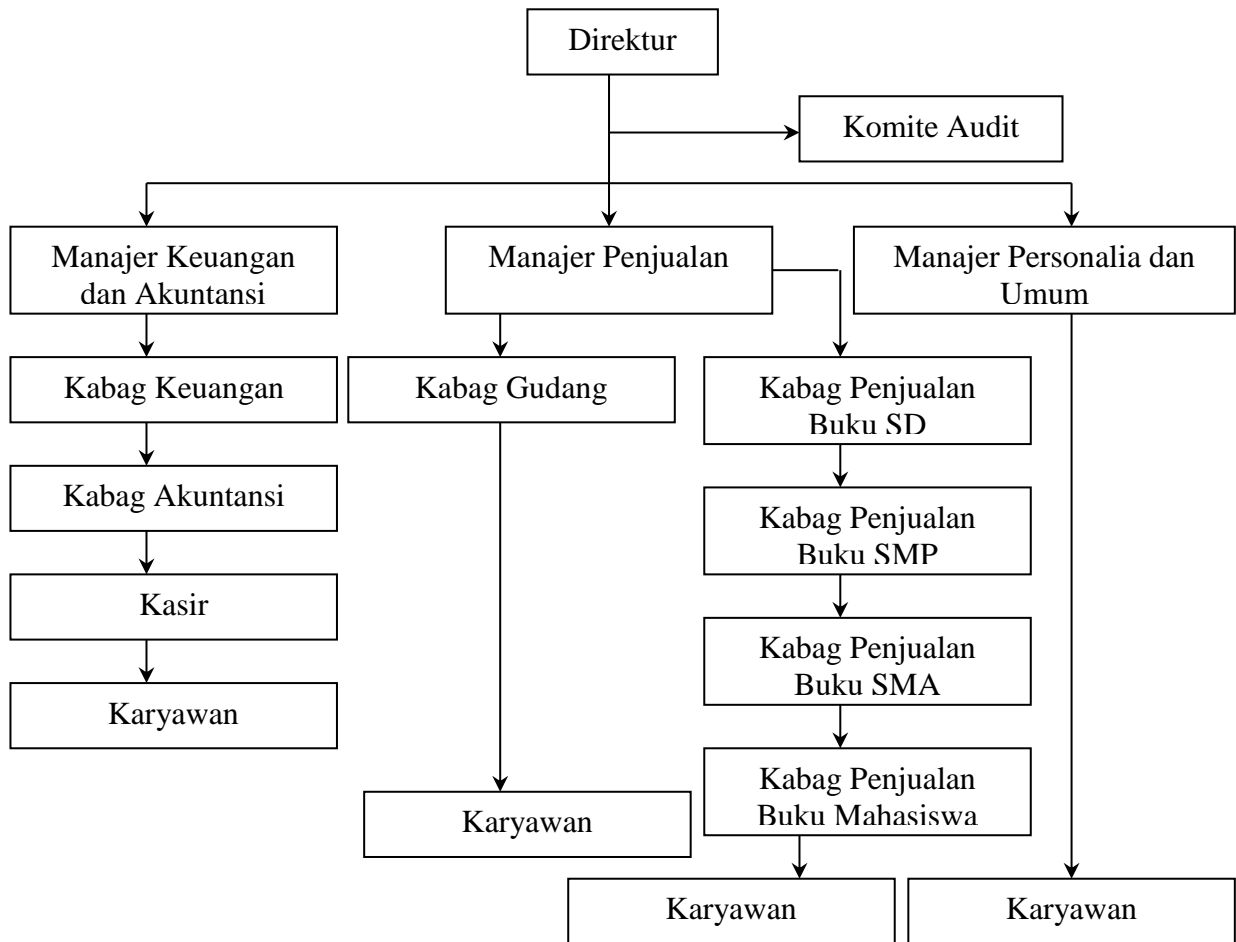 Direktur
Komite Audit
Manajer Keuangan
dan Akuntansi
Manajer Penjualan
Manajer Personalia dan
Umum
Kabag Keuangan
Kabag Gudang
Kabag Penjualan
Buku SD
Kabag Akuntansi
Kabag Penjualan
Buku SMP
Kasir
Kabag Penjualan
Buku SMA
Karyawan
Kabag Penjualan
Buku Mahasiswa
Karyawan
Karyawan
Karyawan